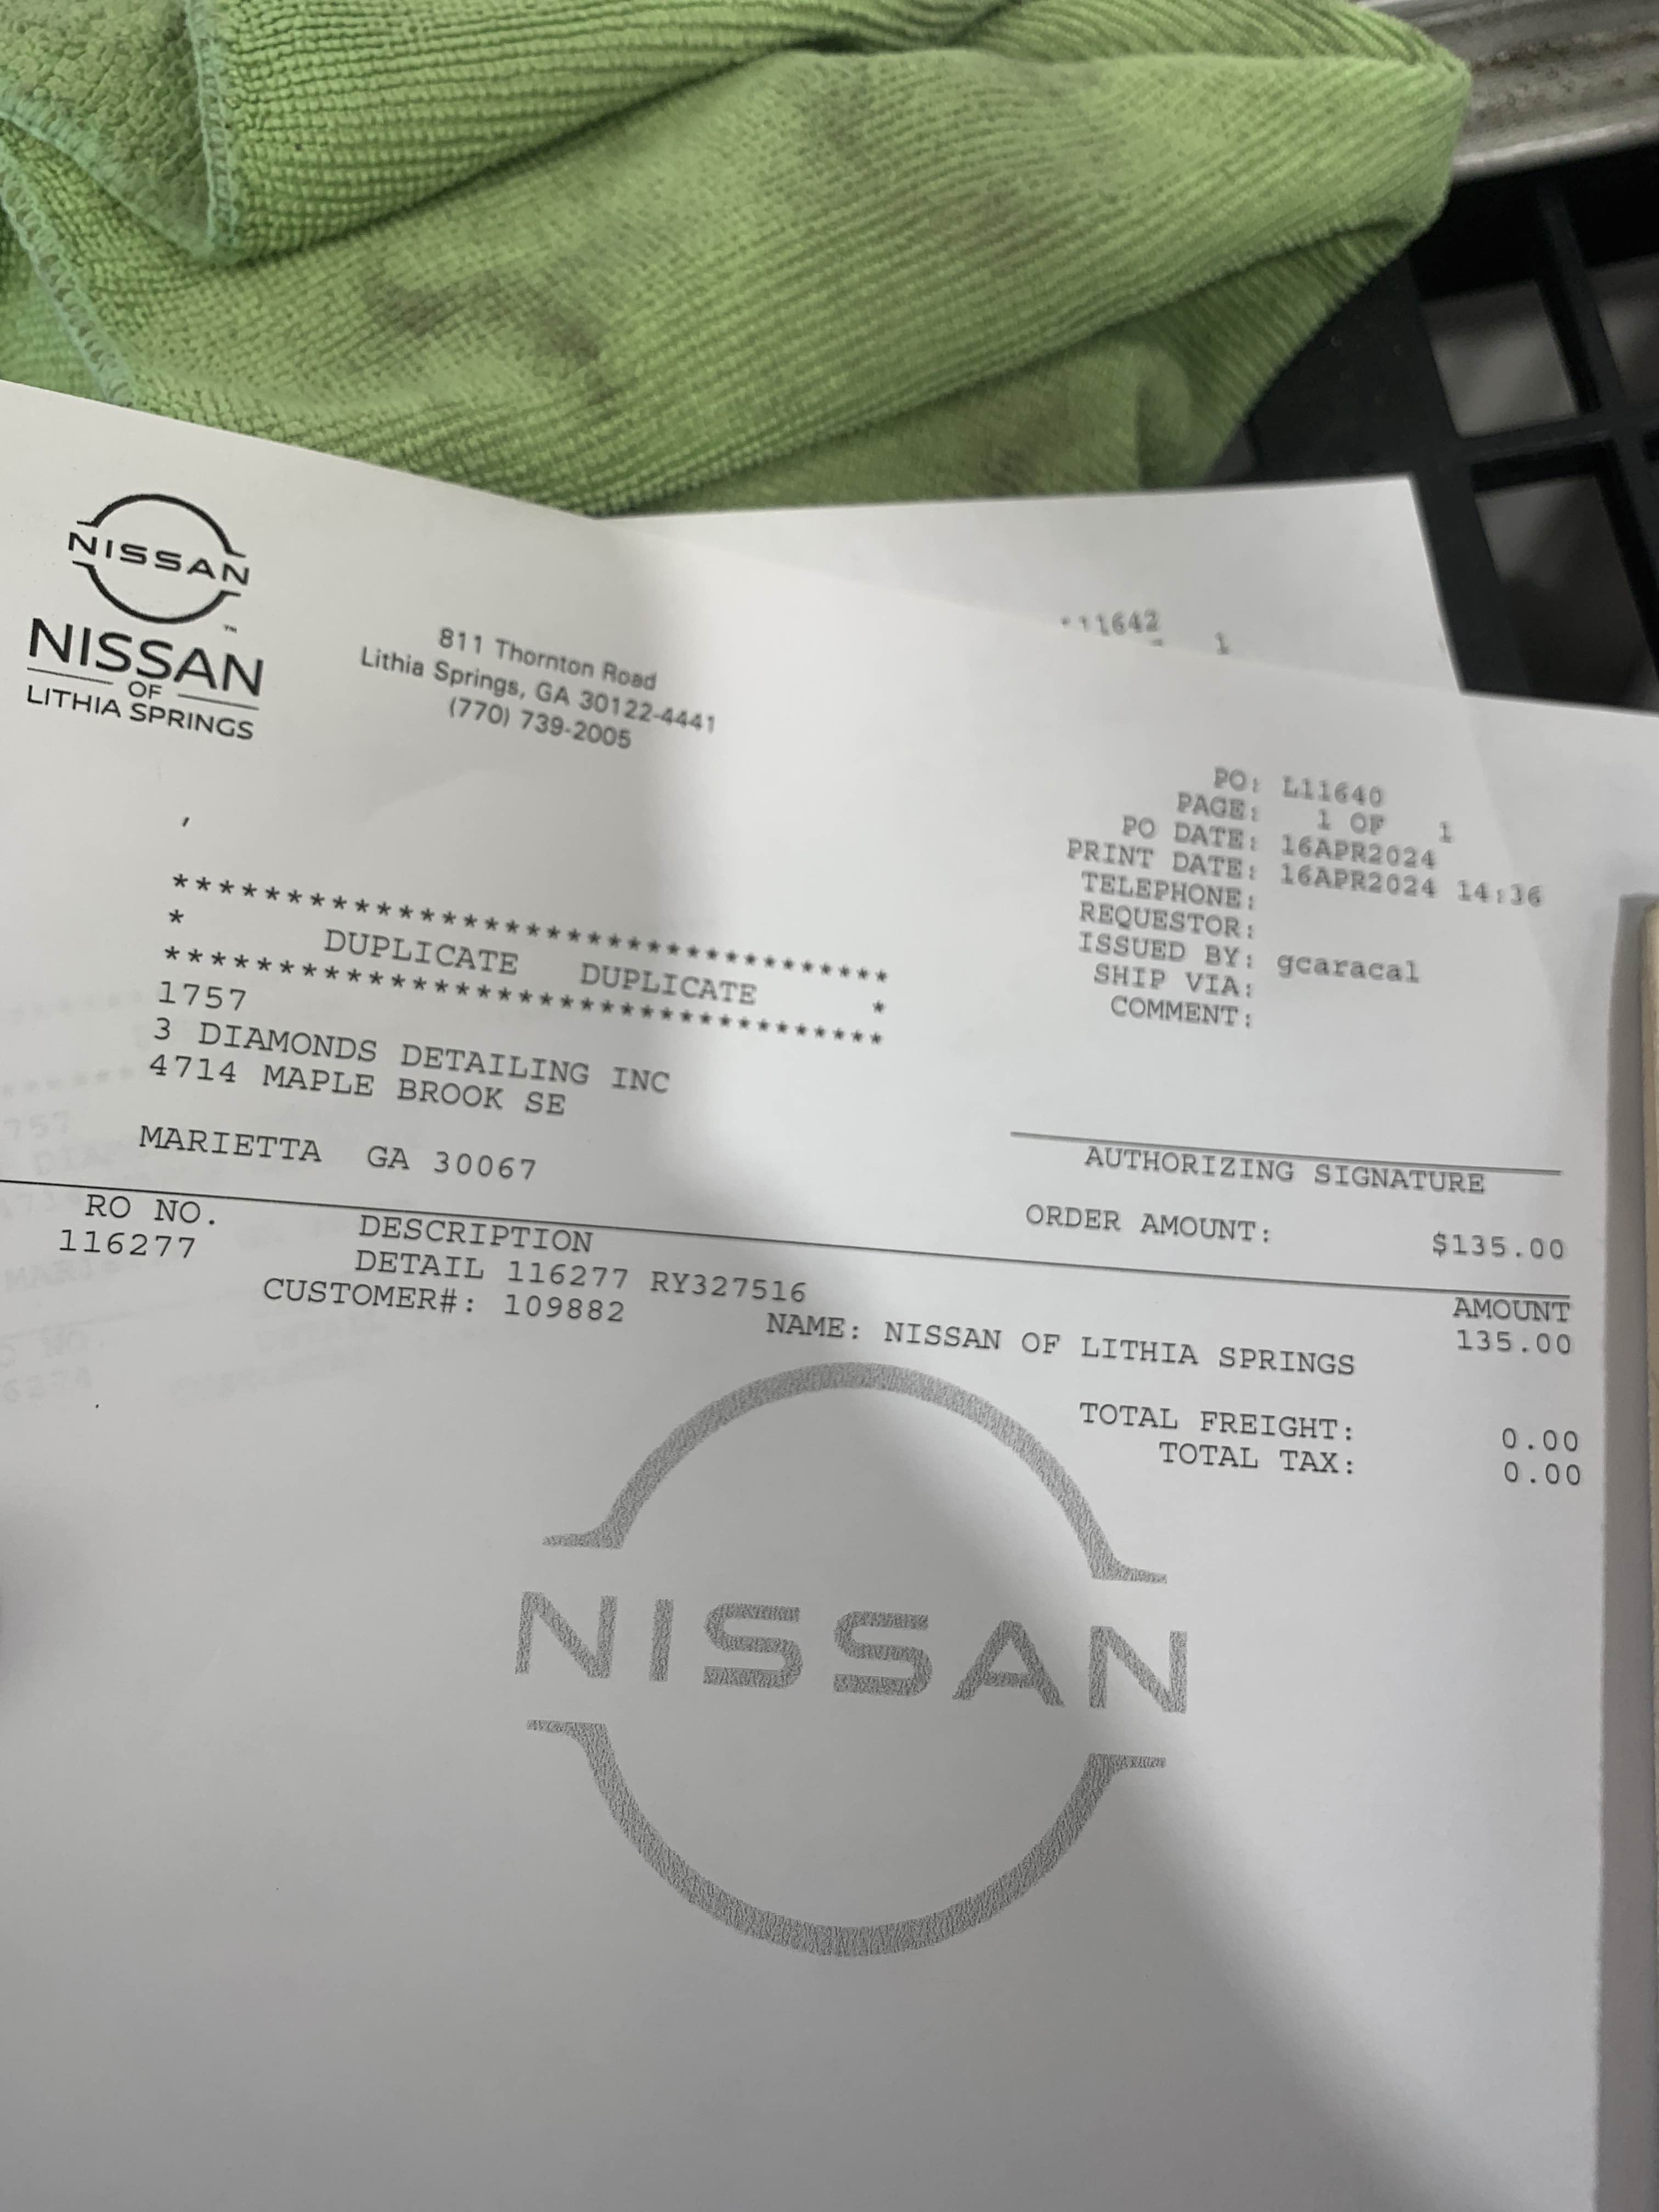 NISSAN
NISSAN
OF
LITHIA SPRINGS
811 Thornton Road
Lithia Springs, GA 30122-4441
(770) 739-2005
11642
1
PO: L11640
PAGE: 1 OF 1
PO DATE: 16APR2024
PRINT DATE: 16APR2024 14:36
TELEPHONE:
REQUESTOR:
ISSUED BY: gcaracal
SHIP VIA:
COMMENT:
********************************
* DUPLICATE DUPLICATE *
********************************
1757
3 DIAMONDS DETAILING INC
4714 MAPLE BROOK SE
MARIETTA GA 30067
AUTHORIZING SIGNATURE
ORDER AMOUNT: $135.00
RO NO. DESCRIPTION AMOUNT
116277 DETAIL 116277 RY327516 135.00
CUSTOMER#: 109882 NAME: NISSAN OF LITHIA SPRINGS
TOTAL FREIGHT: 0.00
TOTAL TAX: 0.00
NISSAN